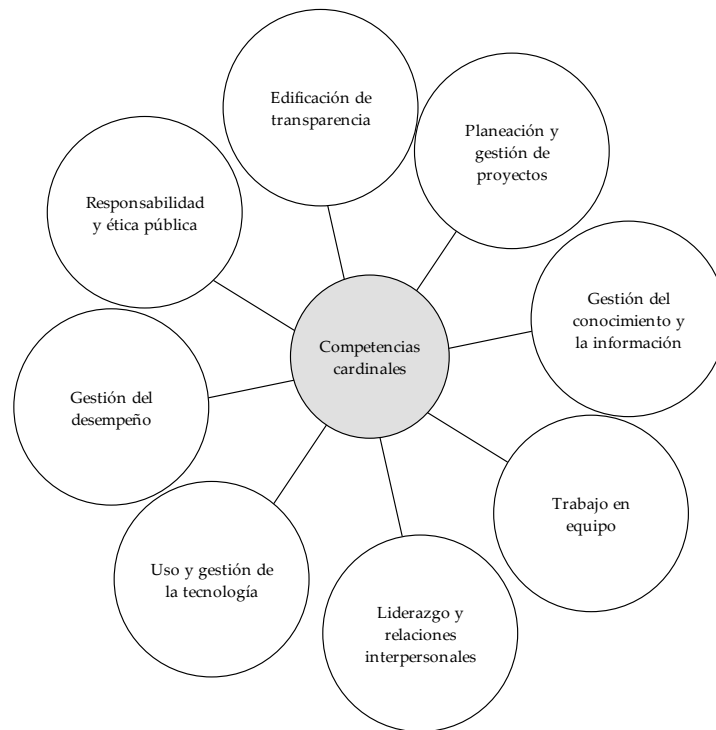 Edificación de
transparencia
Planeación y
gestión de
proyectos
Responsabilidad
y ética pública
Gestión del
conocimiento y
la información
Competencias
cardinales
Gestión del
desempeño
Trabajo en
equipo
Uso y gestión de
la tecnología
Liderazgo y
relaciones
interpersonales